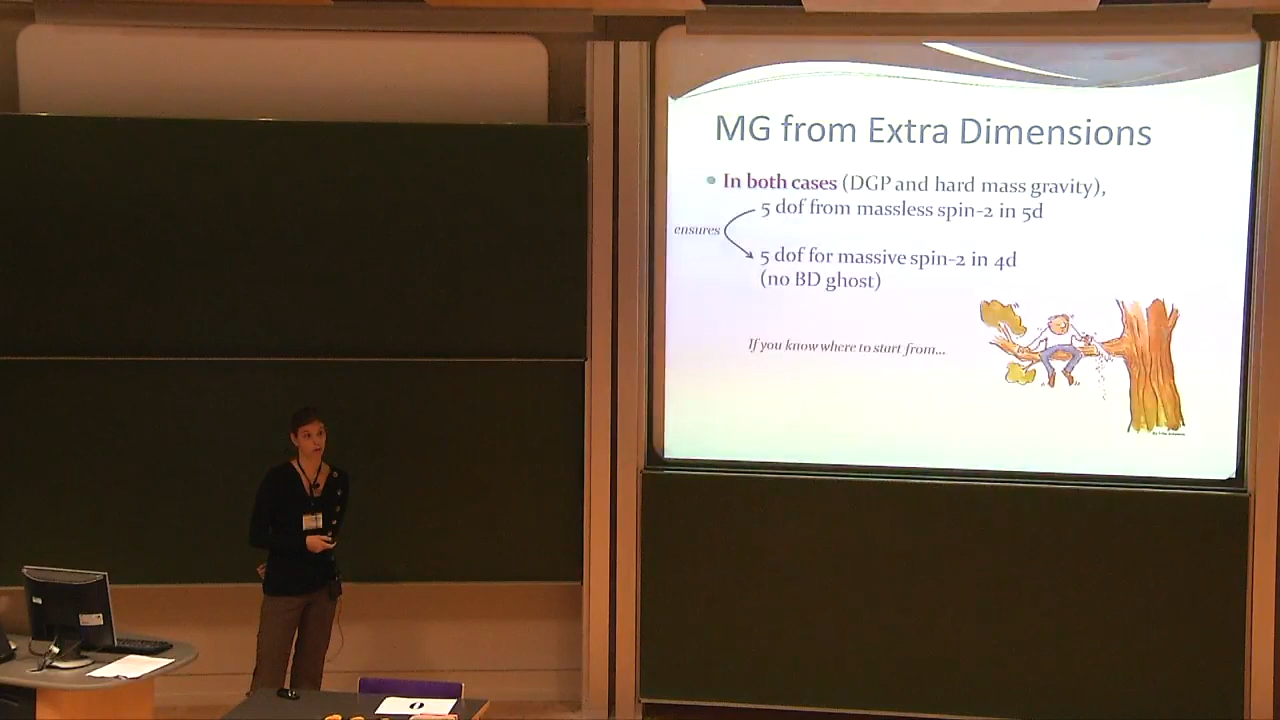 MG from Extra Dimensions
In both cases (DGP and hard mass gravity),
5 dof from massless spin-2 in 5d
ensures
5 dof for massive spin-2 in 4d
(no BD ghost)
If you know where to start from...
0